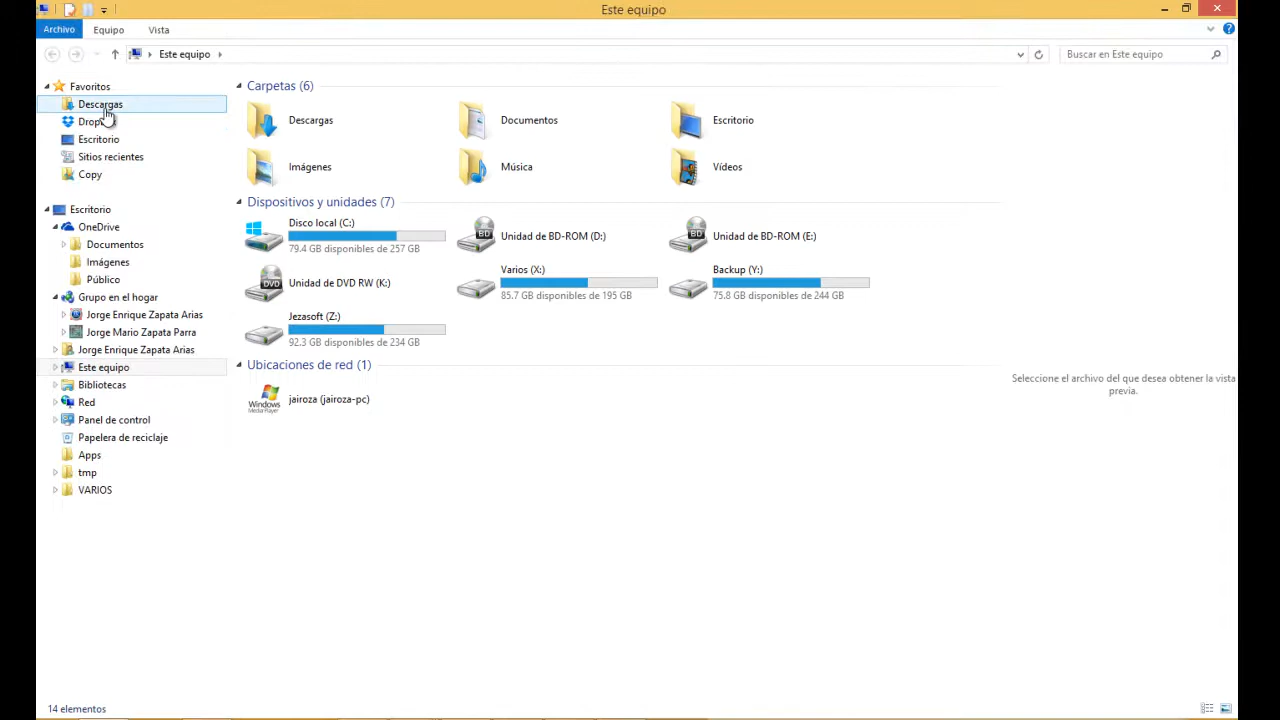 Este equipo
Archivo
Equipo
Vista
Este equipo
Buscar en Este equipo
Favoritos
Descargas
Escritorio
Sitios recientes
Copy
Escritorio
OneDrive
Documentos
Imágenes
Público
Grupo en el hogar
Jorge Enrique Zapata Arias
Jorge Mario Zapata Parra
Jorge Enrique Zapata Arias
Este equipo
Bibliotecas
Red
Panel de control
Papelera de reciclaje
Apps
tmp
VARIOS
Carpetas (6)
Descargas
Documentos
Escritorio
Imágenes
Música
Vídeos
Dispositivos y unidades (7)
Disco local (C:)
79.4 GB disponibles de 257 GB
BD
Unidad de BD-ROM (D:)
BD
Unidad de BD-ROM (E:)
DVD
Unidad de DVD RW (K:)
Varios (X:)
85.7 GB disponibles de 195 GB
Backup (Y:)
75.8 GB disponibles de 244 GB
Jezasoft (Z:)
92.3 GB disponibles de 234 GB
Ubicaciones de red (1)
Windows
Media Player
jairoza (jairoza-pc)
Seleccione el archivo del que desea obtener la vista
previa.
14 elementos